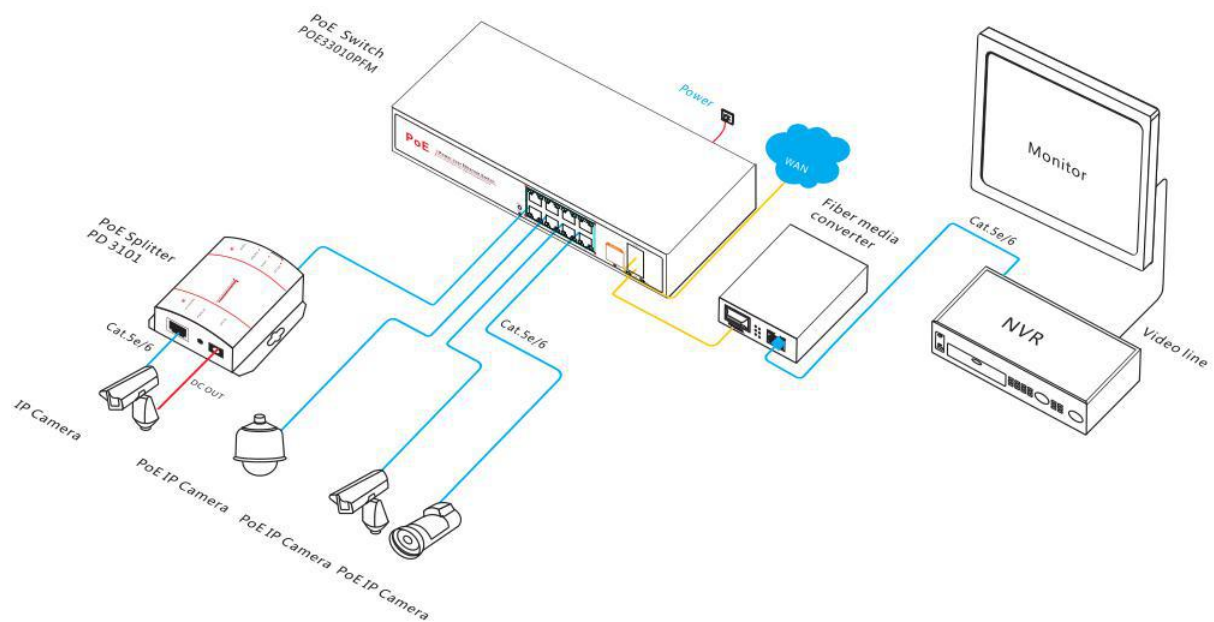 PoE Switch
POE33010PFM
Power
WAN
Monitor
PoE
Fiber media
converter
Cat.5e/6
PoE Splitter
PD 3101
NVR
Video line
Cat.5e/6
Cat.5e/6
DC OUT
IP Camera
PoE IP Camera
PoE IP Camera
PoE IP Camera